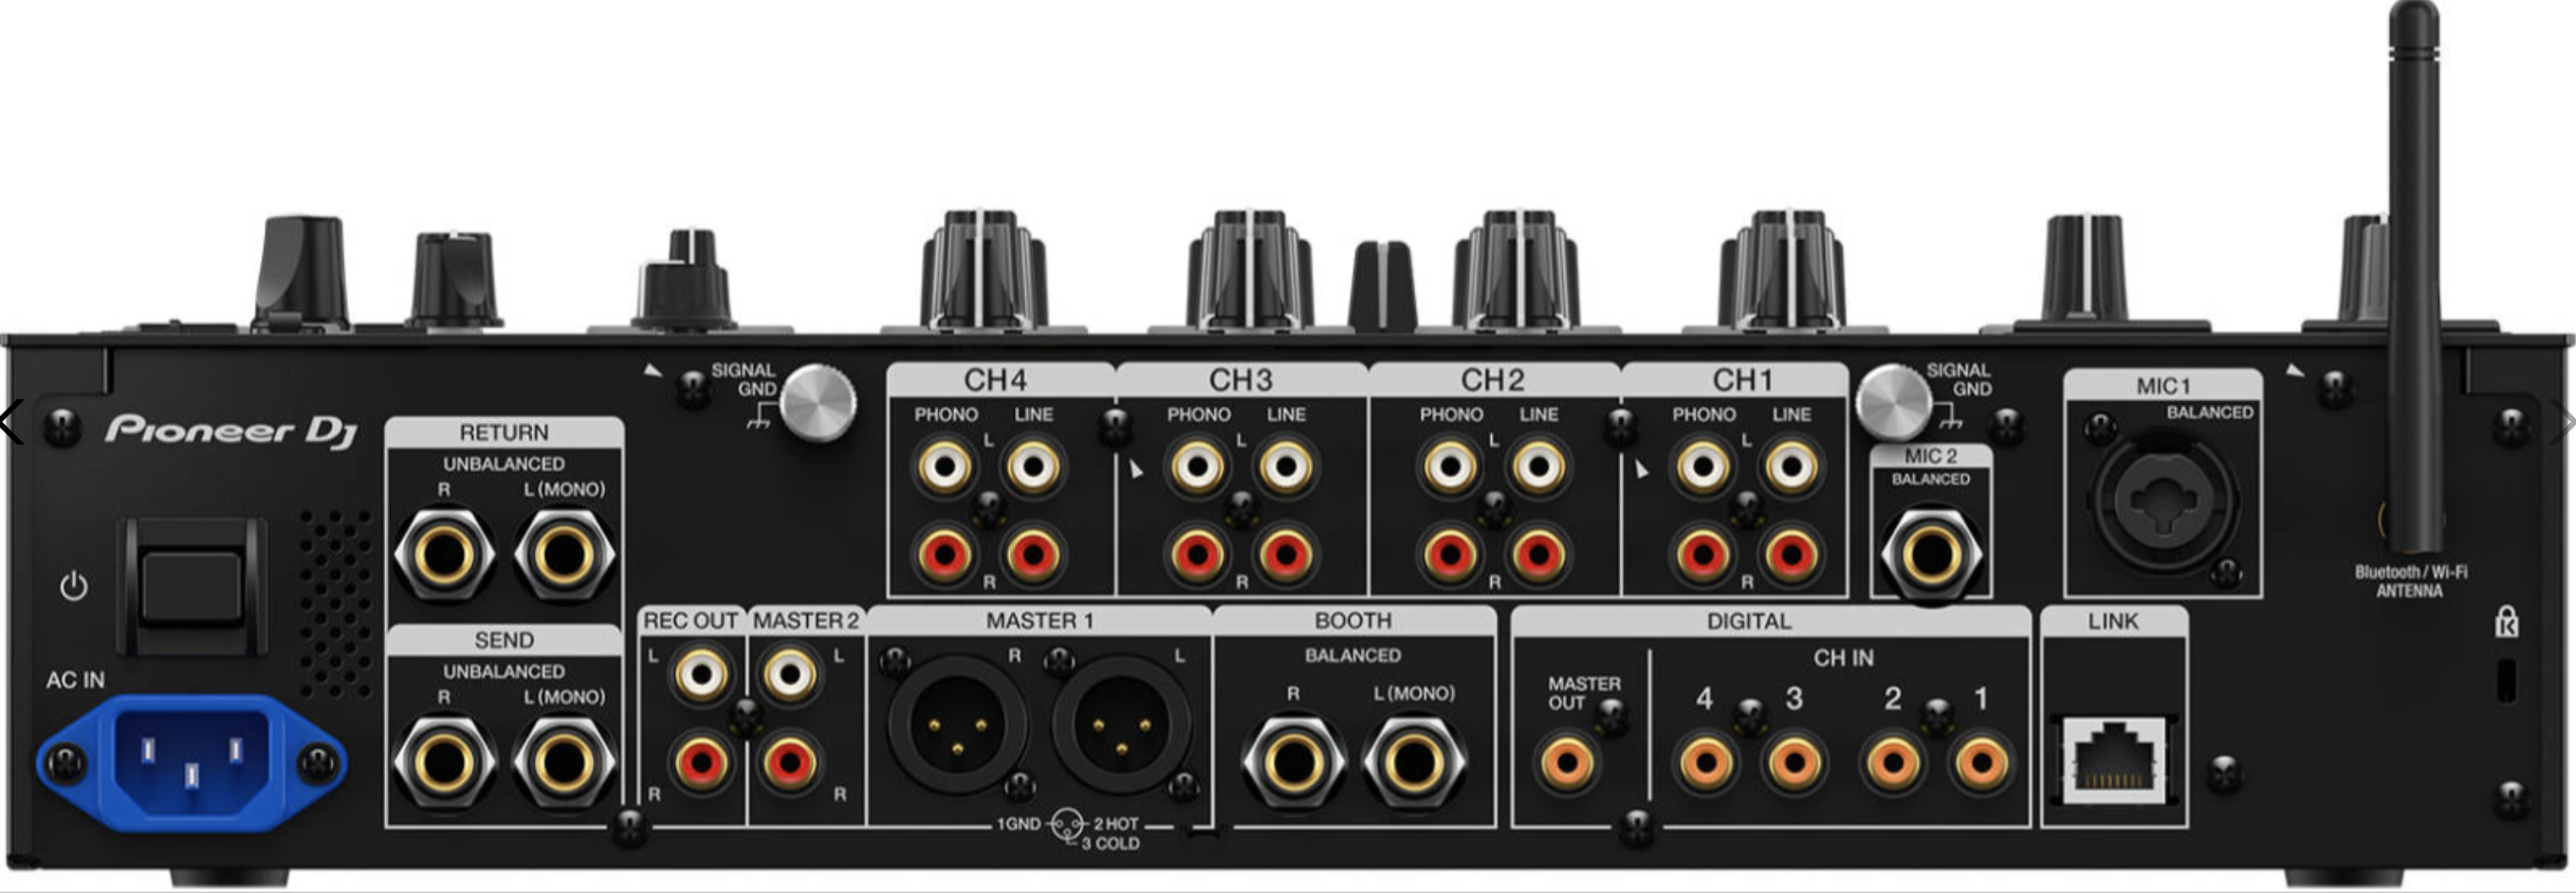 Pioneer Dj
AC IN
RETURN
UNBALANCED
R L (MONO)
SEND
UNBALANCED
R L (MONO)
SIGNAL
GND
CH4
PHONO LINE
L
R
CH3
PHONO LINE
L
R
CH2
PHONO LINE
L
R
CH1
PHONO LINE
L
R
SIGNAL
GND
MIC 2
BALANCED
MIC1
BALANCED
Bluetooth / Wi-Fi
ANTENNA
K
REC OUT
L
R
MASTER 2
L
R
MASTER 1
R L
1 GND 2 HOT
3 COLD
BOOTH
BALANCED
R L (MONO)
DIGITAL
MASTER
OUT
CH IN
4 3 2 1
LINK